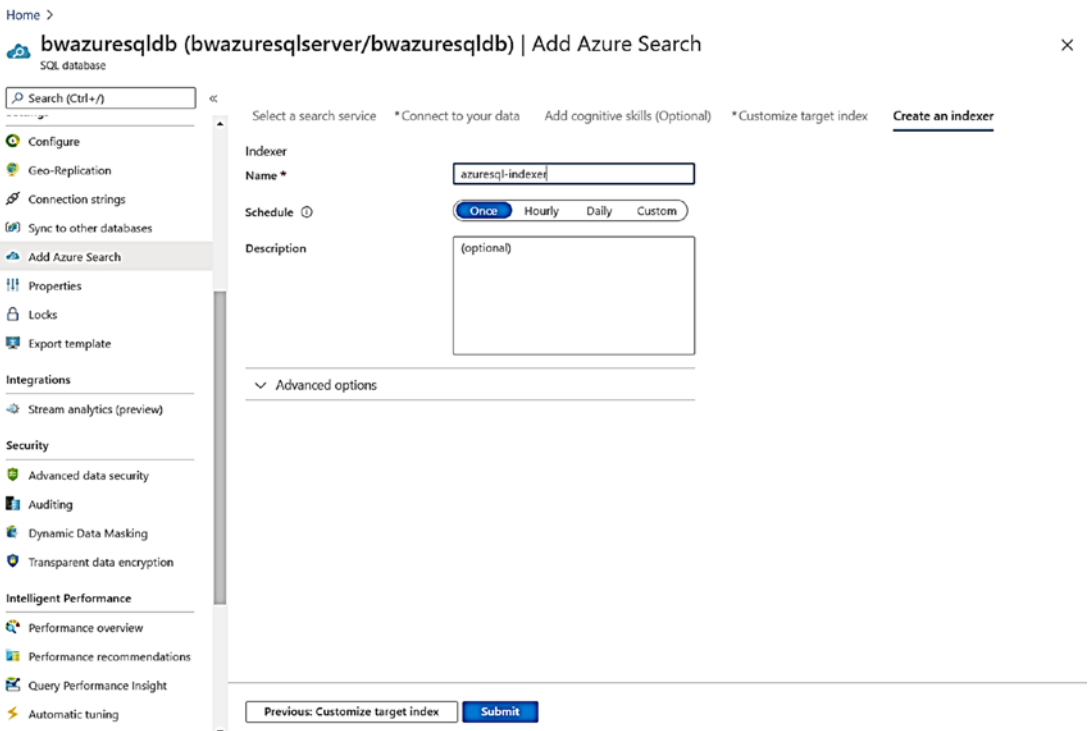 Home >
bwazuresqldb (bwazuresqlserver/bwazuresqldb) | Add Azure Search
SQL database
Search (Ctrl+/)
«
Configure
Geo-Replication
Connection strings
Sync to other databases
Add Azure Search
Properties
Locks
Export template
Integrations
Stream analytics (preview)
Security
Advanced data security
Auditing
Dynamic Data Masking
Transparent data encryption
Intelligent Performance
Performance overview
Performance recommendations
Query Performance Insight
Automatic tuning
Select a search service *Connect to your data Add cognitive skills (Optional) *Customize target index Create an indexer
Indexer
Name * azuresql-indexer
Schedule Once Hourly Daily Custom
Description (optional)
Advanced options
Previous: Customize target index Submit